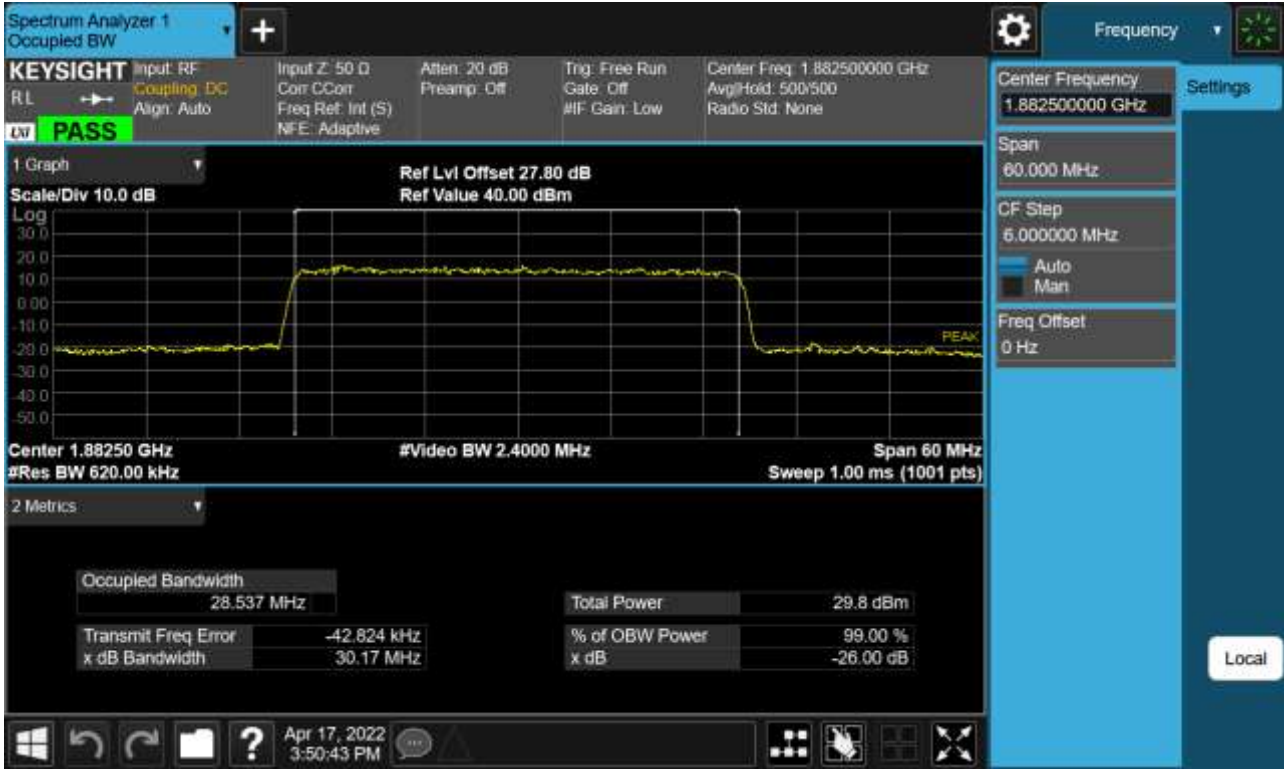 Spectrum Analyzer 1
Occupied BW
+
Frequency
KEYSIGHT
RL
LXI
PASS
Input: RF
Coupling: DC
Align: Auto
Input Z: 50 Ω
Corr CCorr
Freq Ref: Int (S)
NFE: Adaptive
Atten: 20 dB
Preamp: Off
Trig: Free Run
Gate: Off
#IF Gain: Low
Center Freq: 1.882500000 GHz
Avg|Hold: 500/500
Radio Std: None
1 Graph
Scale/Div 10.0 dB
Ref Lvl Offset 27.80 dB
Ref Value 40.00 dBm
Log
30.0
20.0
10.0
0.00
-10.0
-20.0
-30.0
-40.0
-50.0
PEAK
Center 1.88250 GHz
#Video BW 2.4000 MHz
Span 60 MHz
#Res BW 620.00 kHz
Sweep 1.00 ms (1001 pts)
2 Metrics
Occupied Bandwidth
28.537 MHz
Total Power 29.8 dBm
Transmit Freq Error -42.824 kHz
% of OBW Power 99.00 %
x dB Bandwidth 30.17 MHz
x dB -26.00 dB
?
Apr 17, 2022
3:50:43 PM
Center Frequency
1.882500000 GHz
Settings
Span
60.000 MHz
CF Step
6.000000 MHz
Auto
Man
Freq Offset
0 Hz
Local